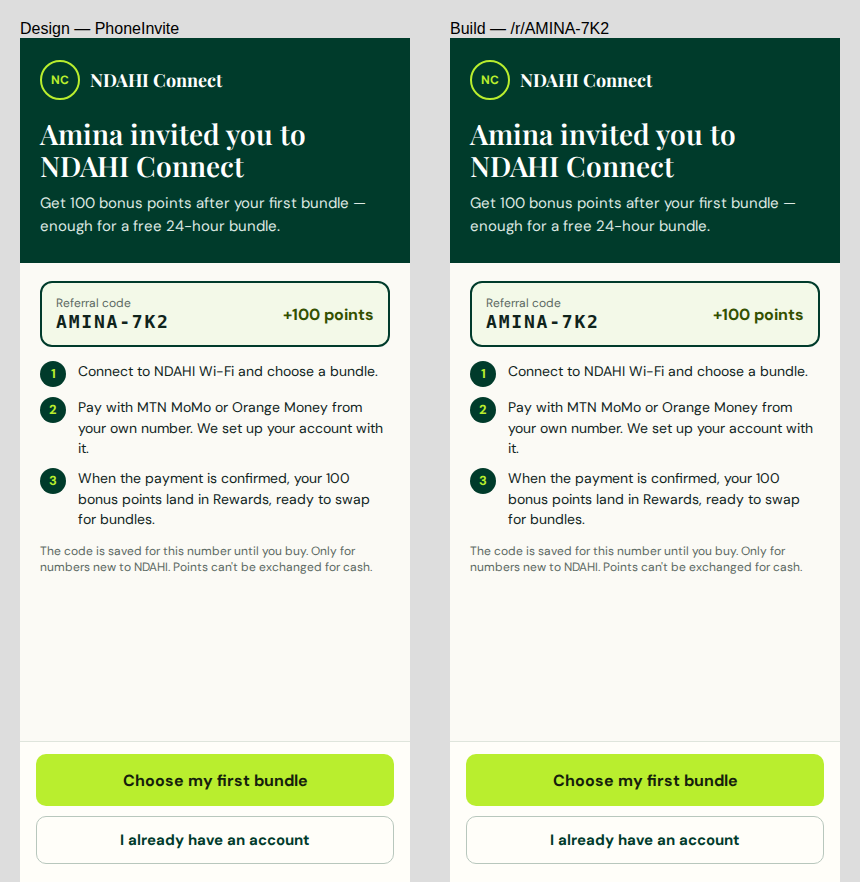 Design — PhoneInvite
NC
NDAHI Connect
Amina invited you to
NDAHI Connect
Get 100 bonus points after your first bundle —
enough for a free 24-hour bundle.
Referral code
AMINA-7K2
+100 points
1
Connect to NDAHI Wi-Fi and choose a bundle.
2
Pay with MTN MoMo or Orange Money from
your own number. We set up your account with
it.
3
When the payment is confirmed, your 100
bonus points land in Rewards, ready to swap
for bundles.
The code is saved for this number until you buy. Only for
numbers new to NDAHI. Points can't be exchanged for cash.
Choose my first bundle
I already have an account
Build — /r/AMINA-7K2
NC
NDAHI Connect
Amina invited you to
NDAHI Connect
Get 100 bonus points after your first bundle —
enough for a free 24-hour bundle.
Referral code
AMINA-7K2
+100 points
1
Connect to NDAHI Wi-Fi and choose a bundle.
2
Pay with MTN MoMo or Orange Money from
your own number. We set up your account with
it.
3
When the payment is confirmed, your 100
bonus points land in Rewards, ready to swap
for bundles.
The code is saved for this number until you buy. Only for
numbers new to NDAHI. Points can't be exchanged for cash.
Choose my first bundle
I already have an account